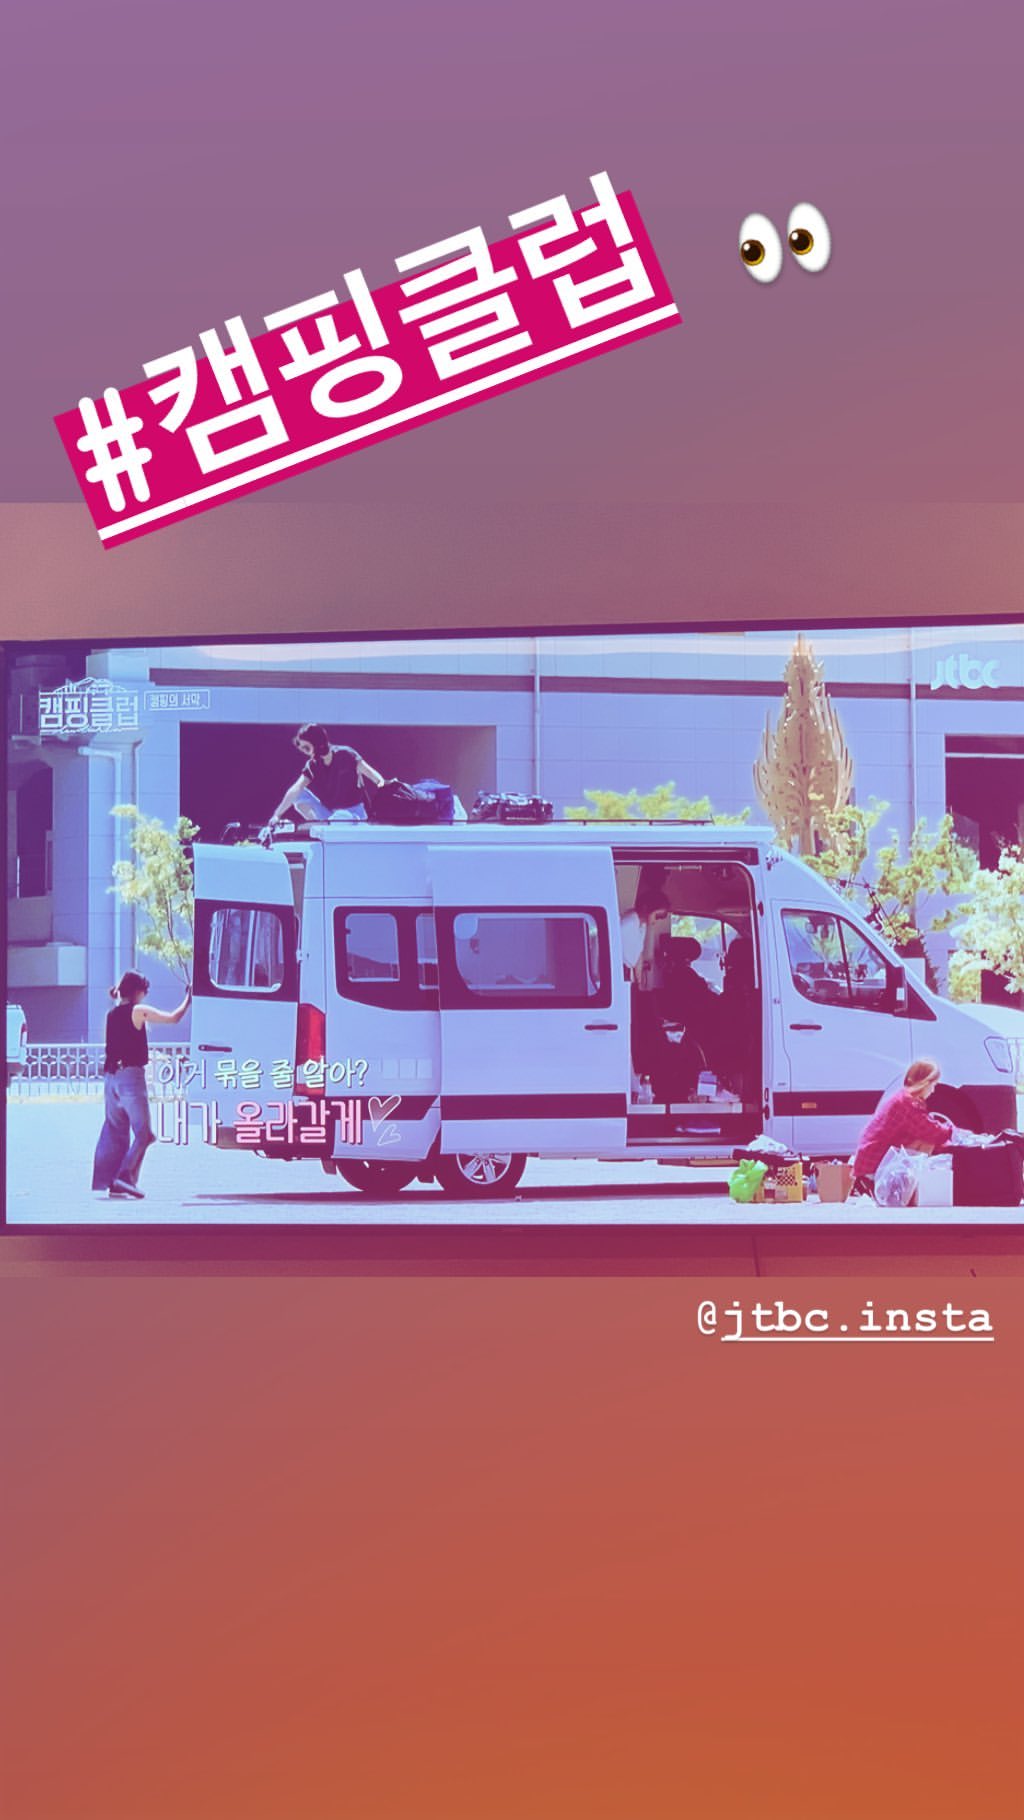 #캠핑클럽
캠핑클럽 캠핑의 서막
jtbc
이거 묶을 줄 알아?
내가 올라갈게
@jtbc.insta